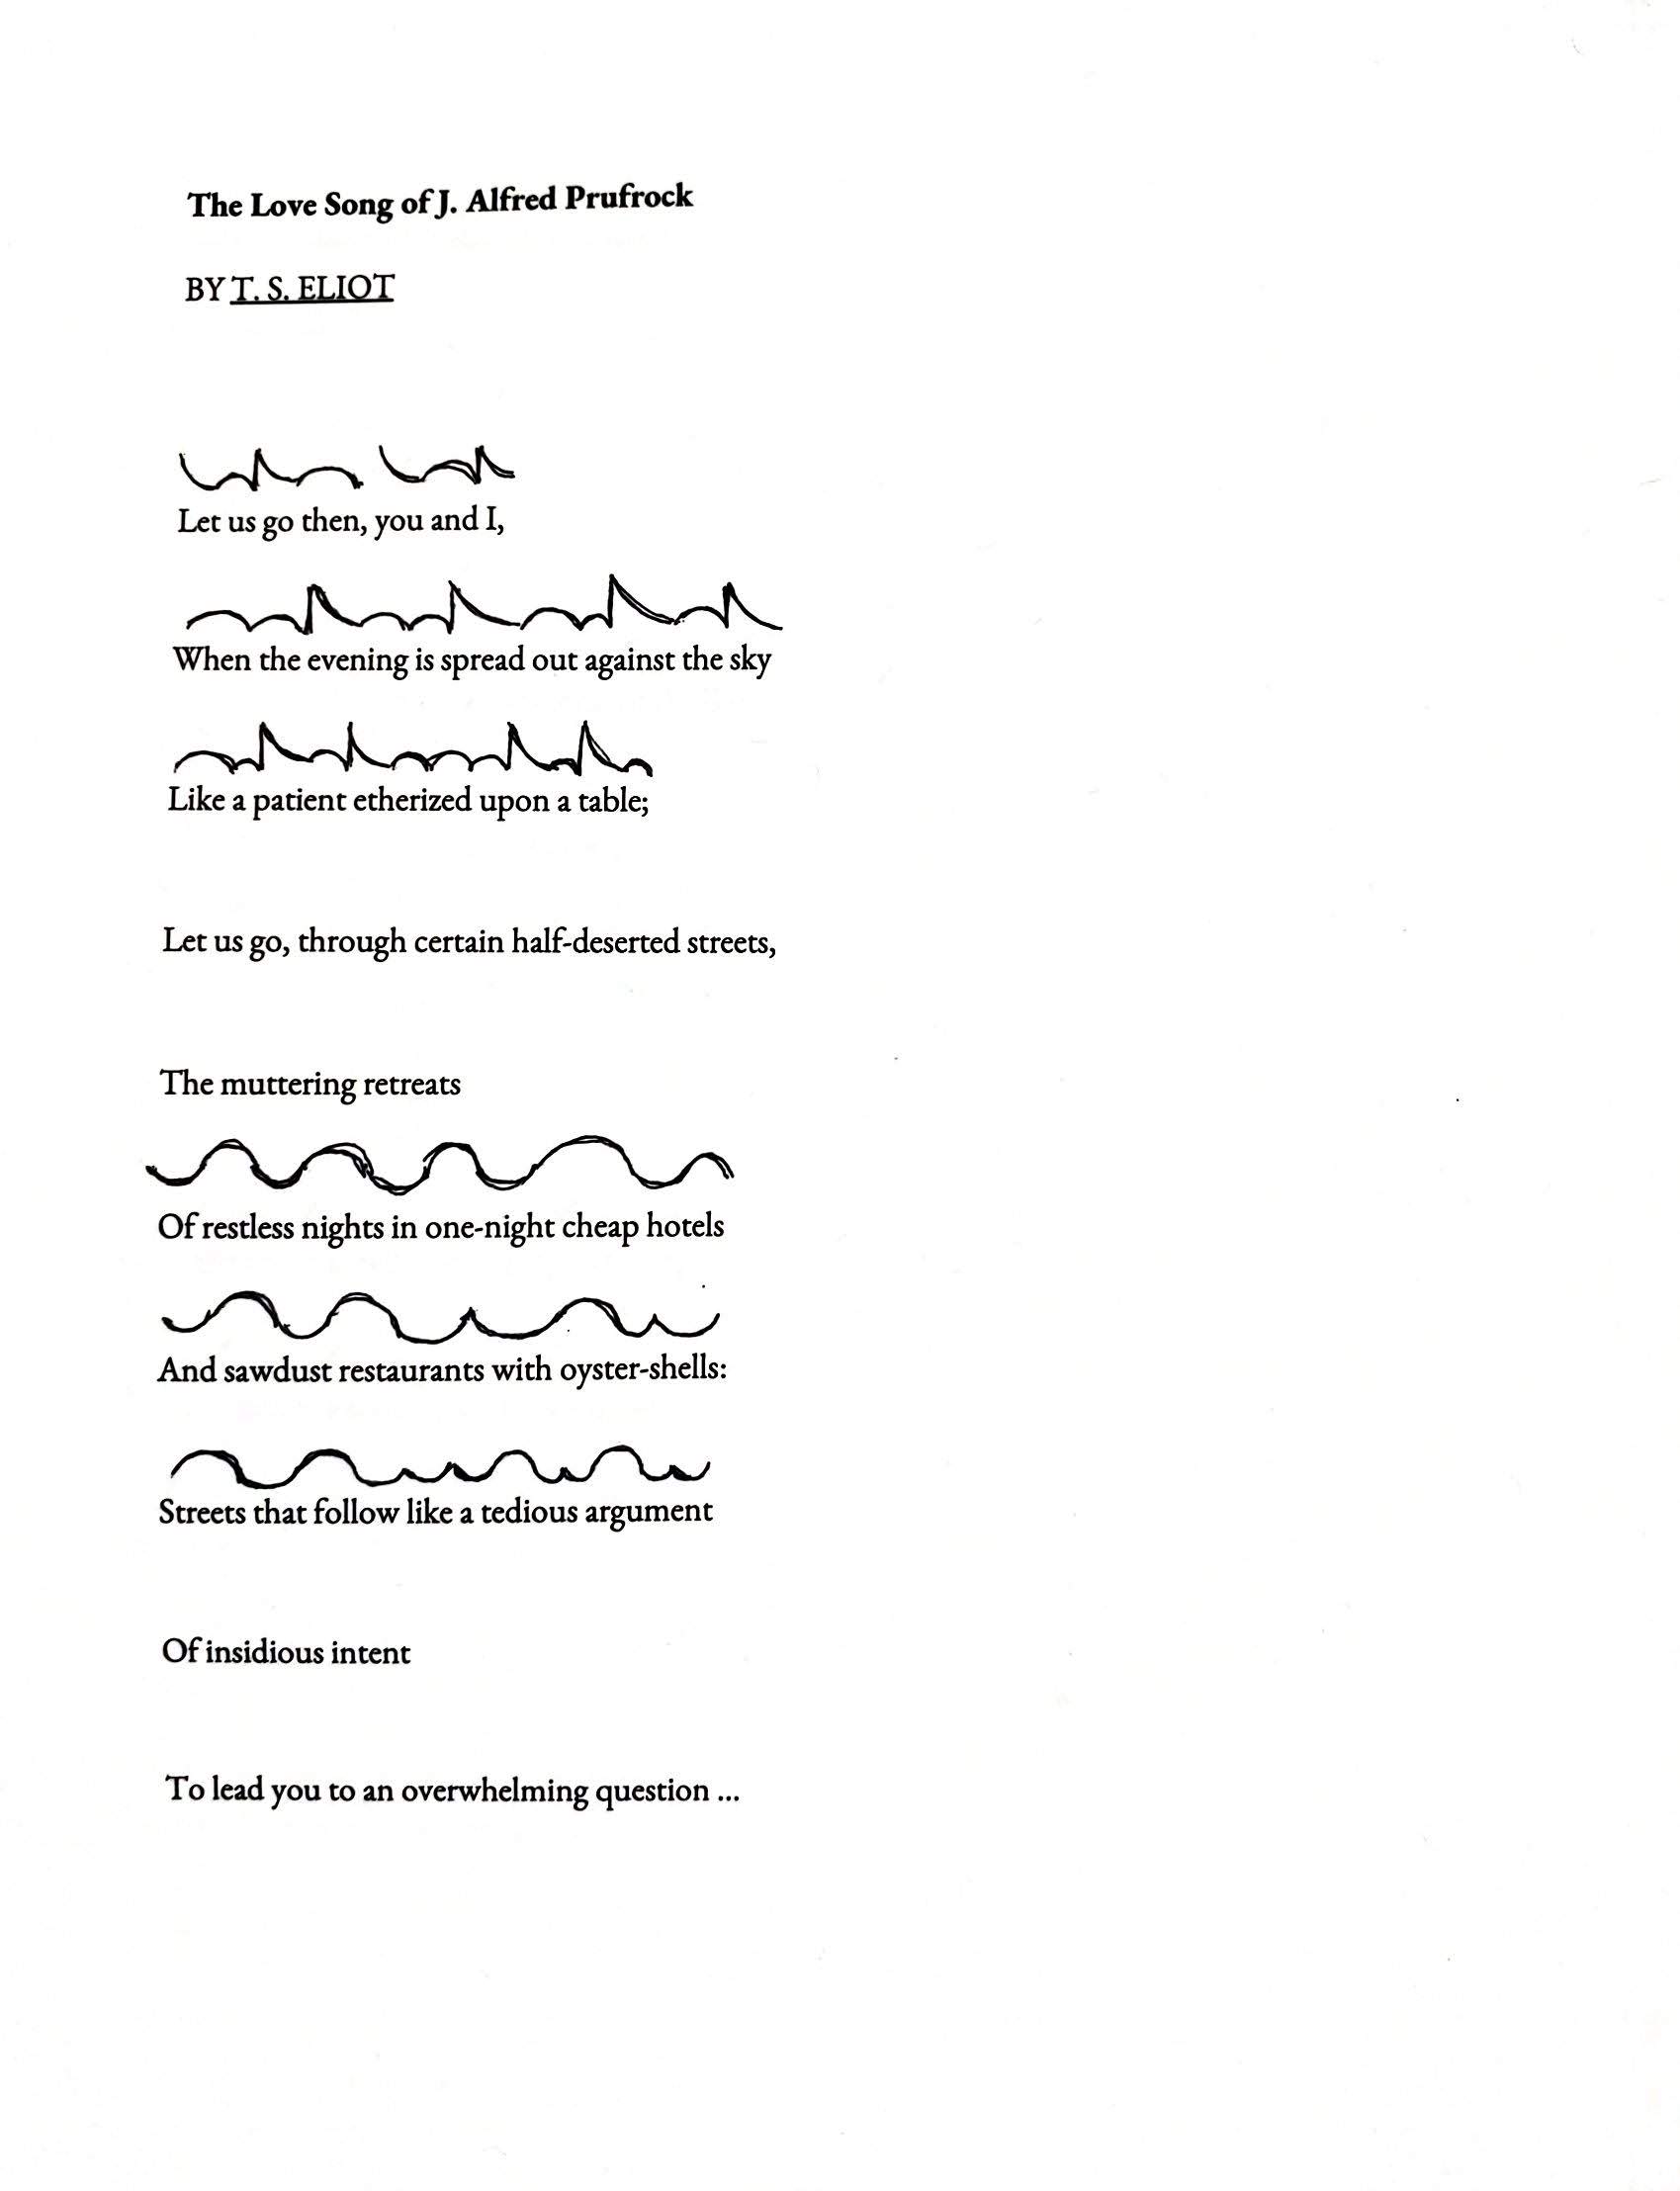 The Love Song of J. Alfred Prufrock
BY T. S. ELIOT
Let us go then, you and I,
When the evening is spread out against the sky
Like a patient etherized upon a table;
Let us go, through certain half-deserted streets,
The muttering retreats
Of restless nights in one-night cheap hotels
And sawdust restaurants with oyster-shells:
Streets that follow like a tedious argument
Of insidious intent
To lead you to an overwhelming question ...